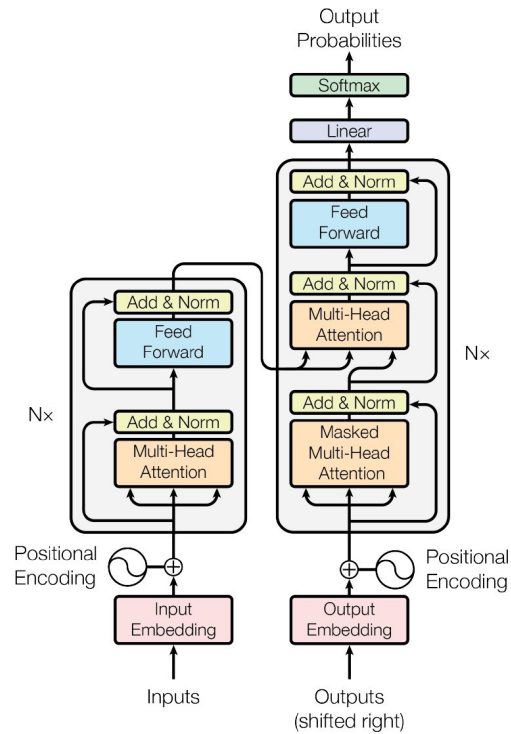 Output
Probabilities
Softmax
Linear
Add & Norm
Feed
Forward
Add & Norm
Multi-Head
Attention
Add & Norm
Masked
Multi-Head
Attention
N×
Add & Norm
Feed
Forward
Add & Norm
Multi-Head
Attention
N×
Positional
Encoding
Positional
Encoding
Input
Embedding
Output
Embedding
Inputs
Outputs
(shifted right)